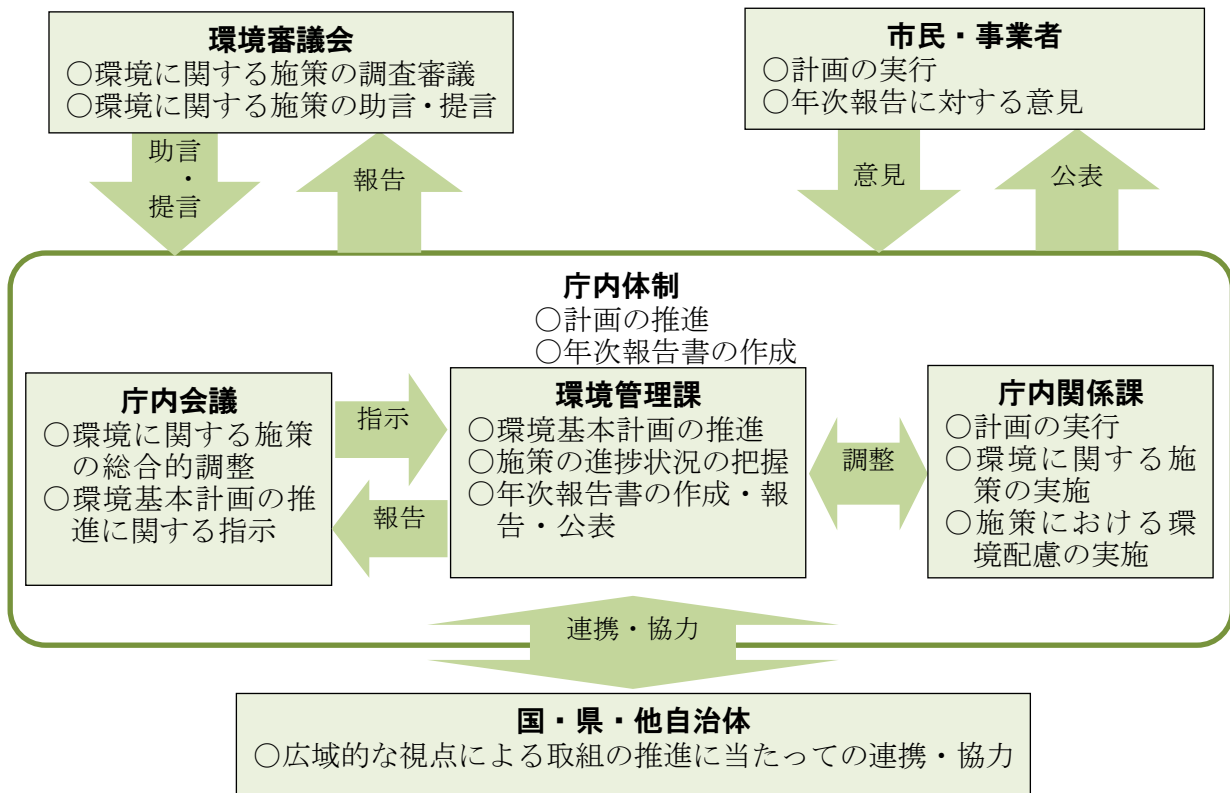 環境審議会
○環境に関する施策の調査審議
○環境に関する施策の助言・提言
市民・事業者
○計画の実行
○年次報告に対する意見
助言
・
提言
報告
意見
公表
庁内体制
○計画の推進
○年次報告書の作成
庁内会議
○環境に関する施策
の総合的調整
○環境基本計画の推
進に関する指示
指示
報告
環境管理課
○環境基本計画の推進
○施策の進捗状況の把握
○年次報告書の作成・報
告・公表
調整
庁内関係課
○計画の実行
○環境に関する施
策の実施
○施策における環
境配慮の実施
連携・協力
国・県・他自治体
○広域的な視点による取組の推進に当たっての連携・協力